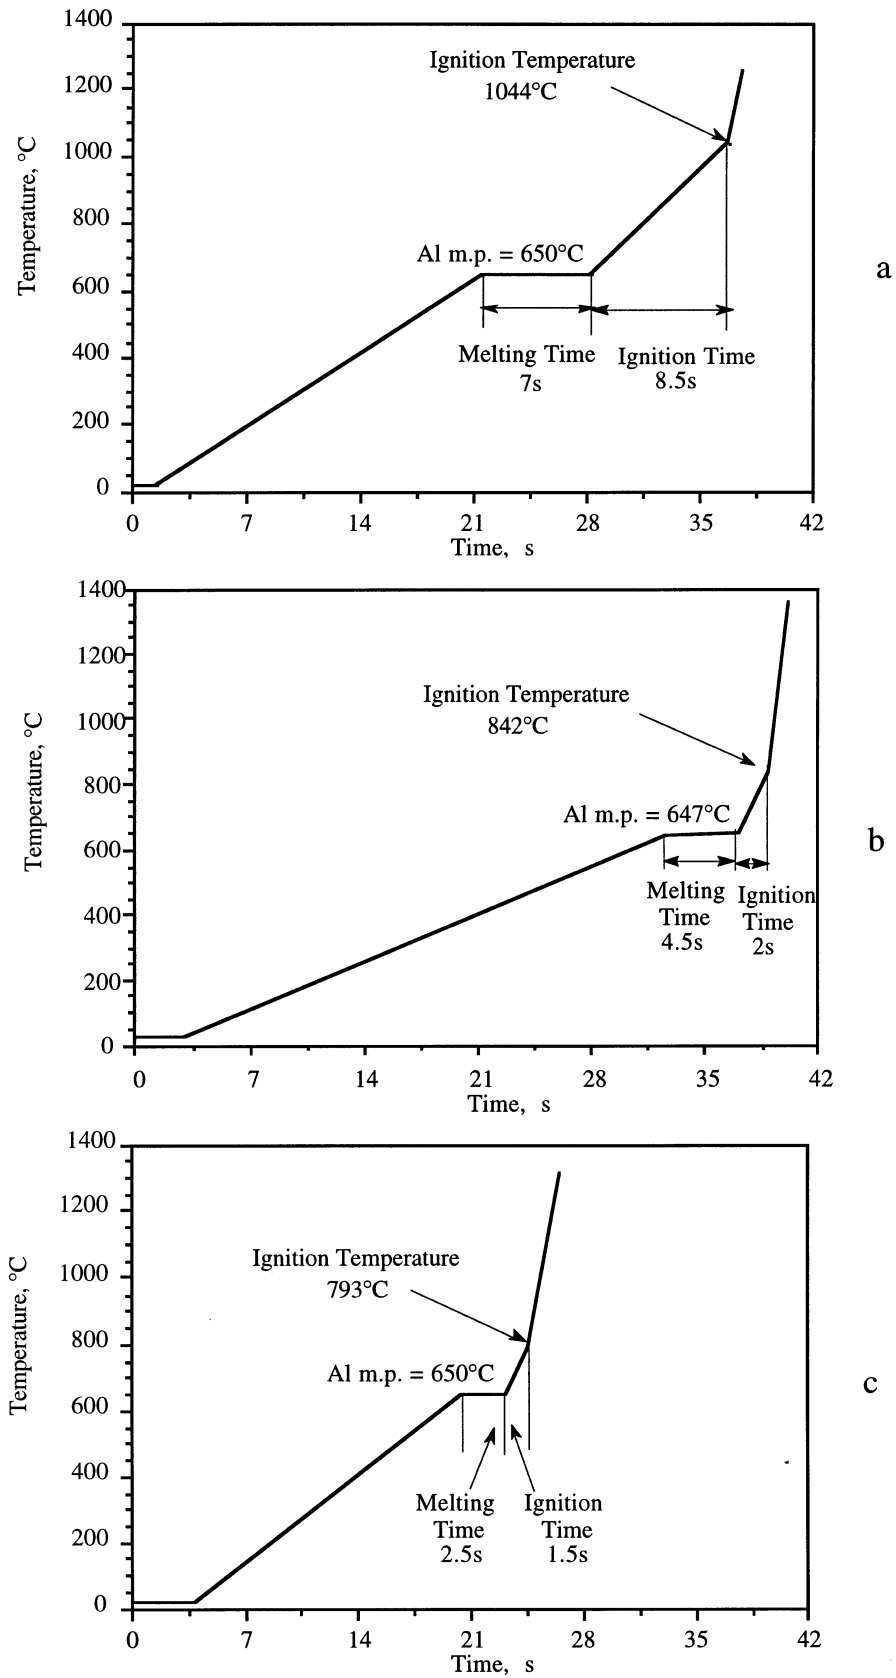 1400
1200
1000
800
600
400
200
0
Temperature, °C
Ignition Temperature
1044°C
Al m.p. = 650°C
Melting Time
7s
Ignition Time
8.5s
0 7 14 21 28 35 42
Time, s
a
1400
1200
1000
800
600
400
200
0
Temperature, °C
Ignition Temperature
842°C
Al m.p. = 647°C
Melting
Time
4.5s
Ignition
Time
2s
0 7 14 21 28 35 42
Time, s
b
1400
1200
1000
800
600
400
200
0
Temperature, °C
Ignition Temperature
793°C
Al m.p. = 650°C
Melting
Time
2.5s
Ignition
Time
1.5s
0 7 14 21 28 35 42
Time, s
c